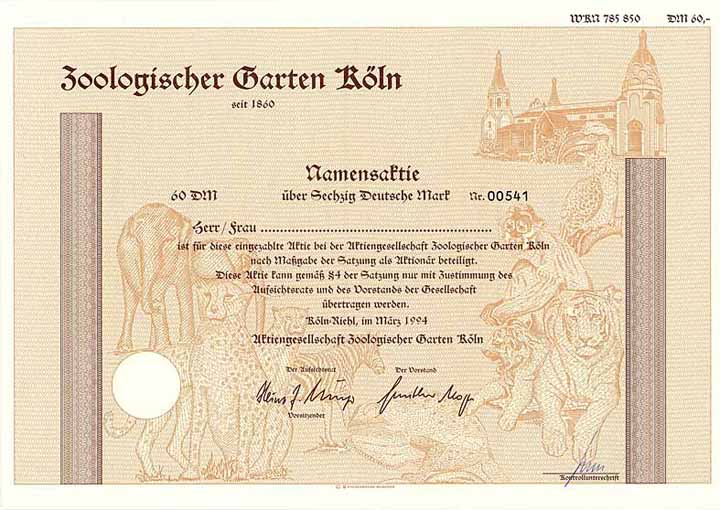 WKN 785 850 DM 60,-
Zoologischer Garten Köln
seit 1860
Namensaktie
60 DM über Sechzig Deutsche Mark Nr. 00541
Herr/Frau
ist für diese eingezahlte Aktie bei der Aktiengesellschaft Zoologischer Garten Köln
nach Maßgabe der Satzung als Aktionär beteiligt.
Diese Aktie kann gemäß §4 der Satzung nur mit Zustimmung des
Aufsichtsrats und des Vorstands der Gesellschaft
übertragen werden.
Köln-Riehl, im März 1994
Aktiengesellschaft Zoologischer Garten Köln
Der Aufsichtsrat Der Vorstand
Vorsitzender
Kontrollunterschrift